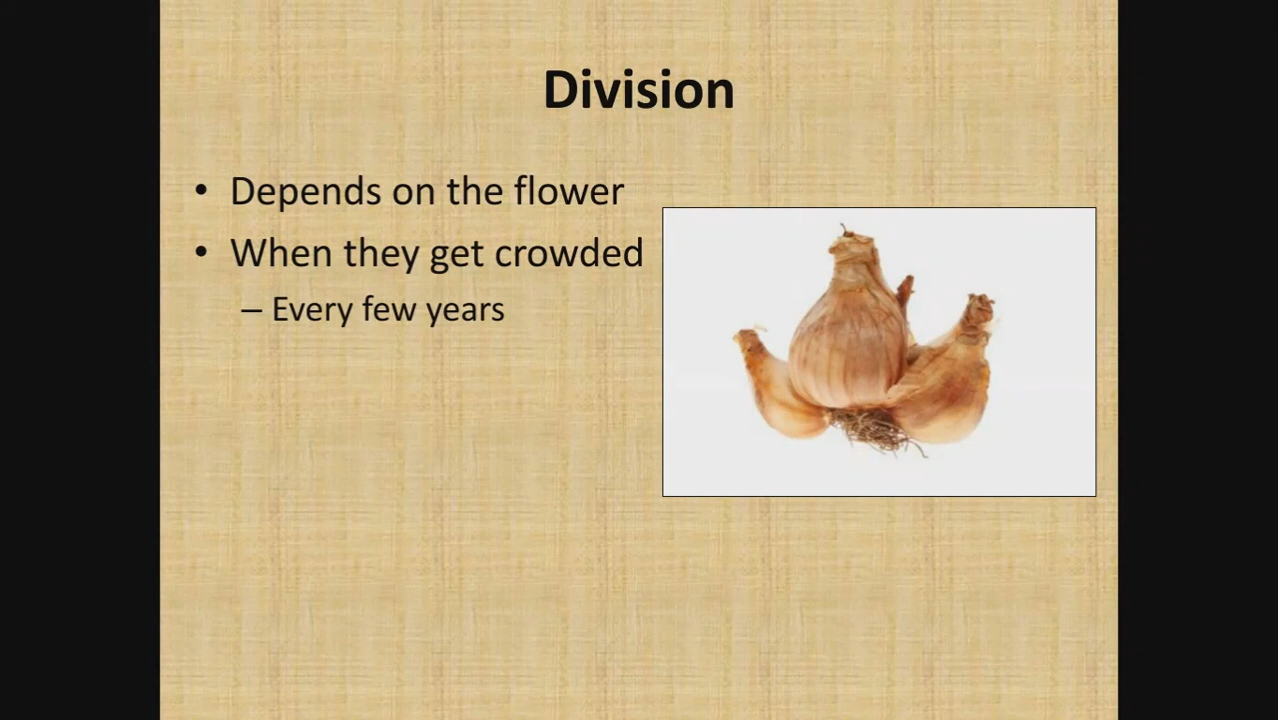 Division
• Depends on the flower
• When they get crowded
– Every few years